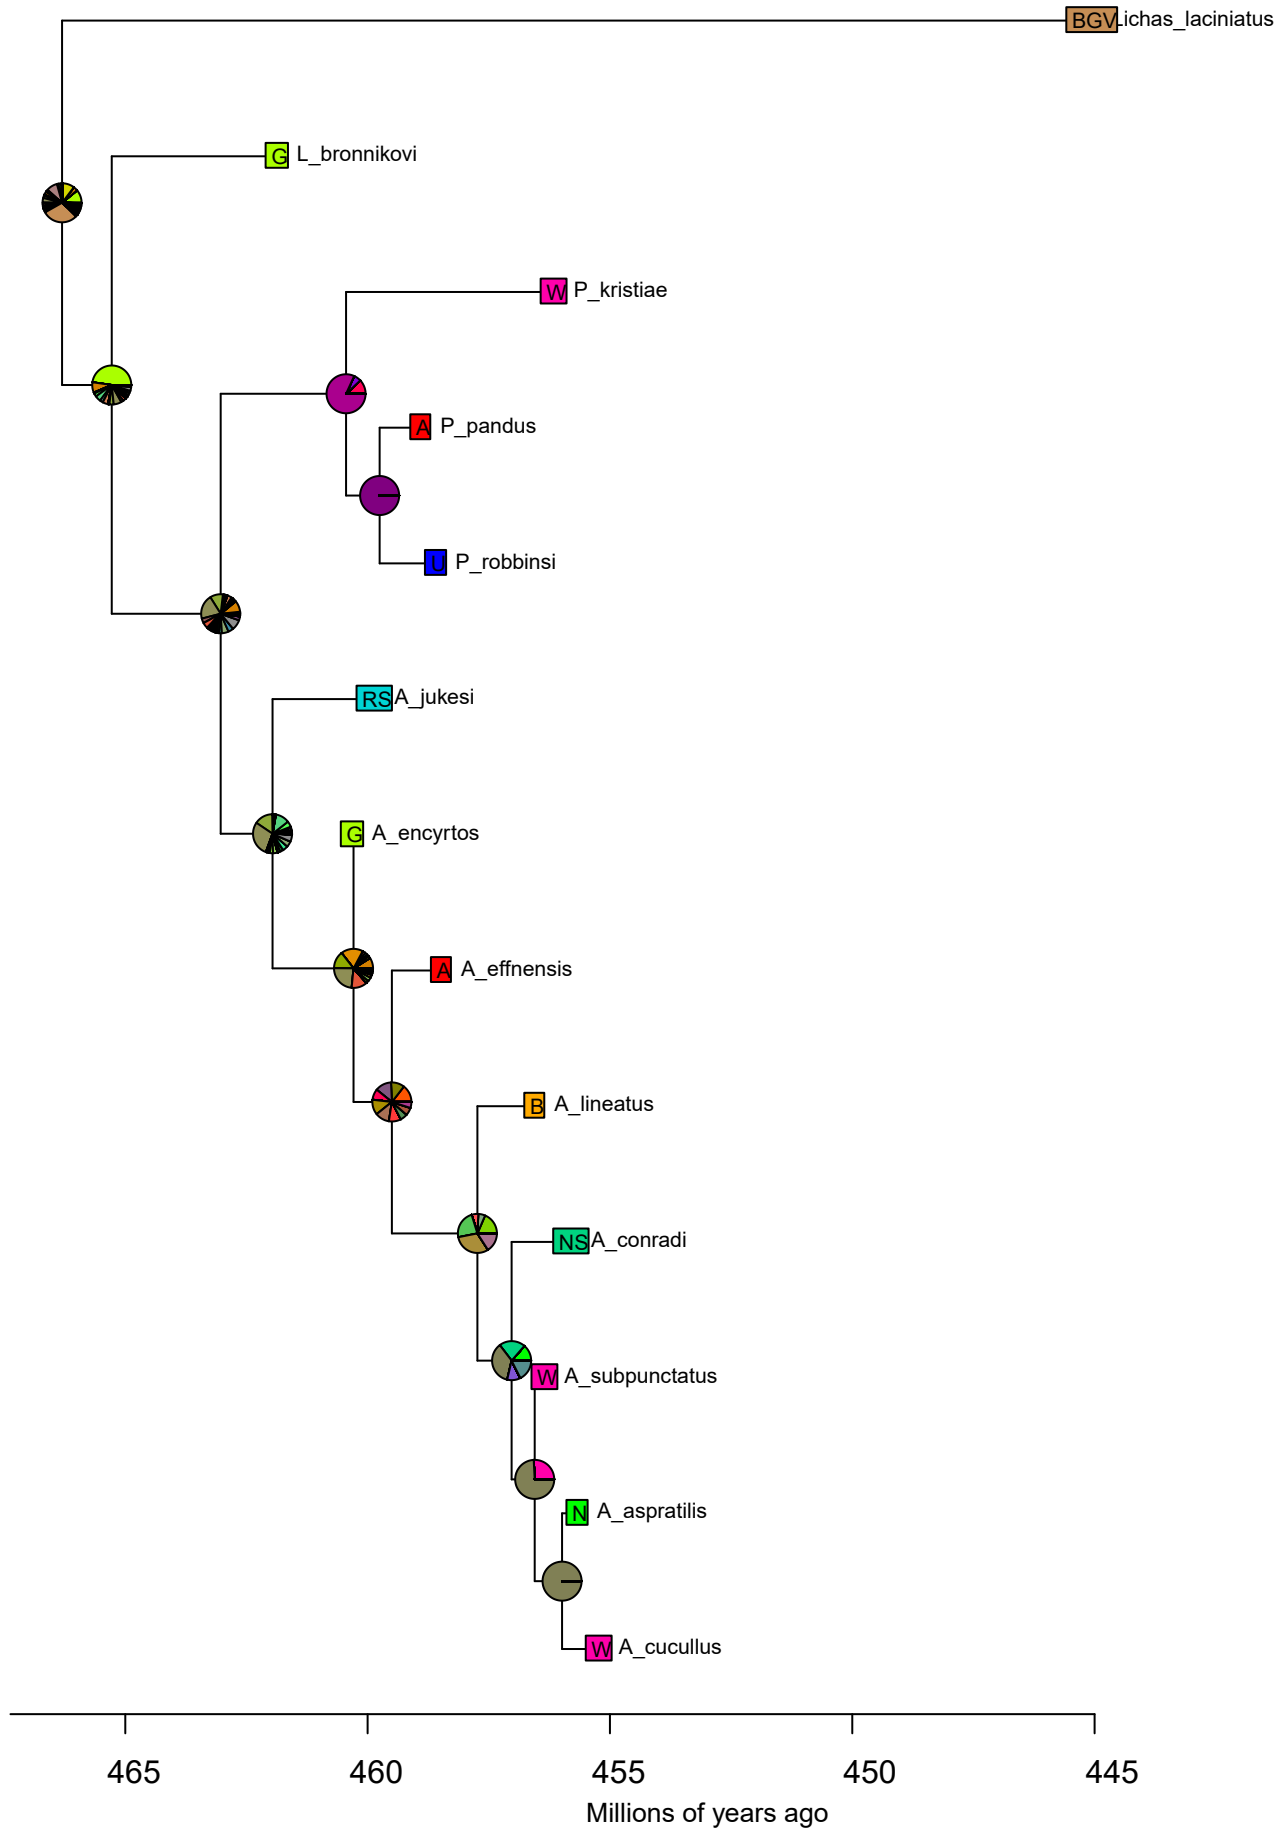 BGV Lichas_laciniatus
G L_bronnikovi
W P_kristiae
A P_pandus
U P_robbinsi
RS A_jukesi
G A_encyrtos
A A_effnensis
B A_lineatus
NS A_conradi
W A_subpunctatus
N A_aspratilis
W A_cucullus
465 460 455 450 445
Millions of years ago